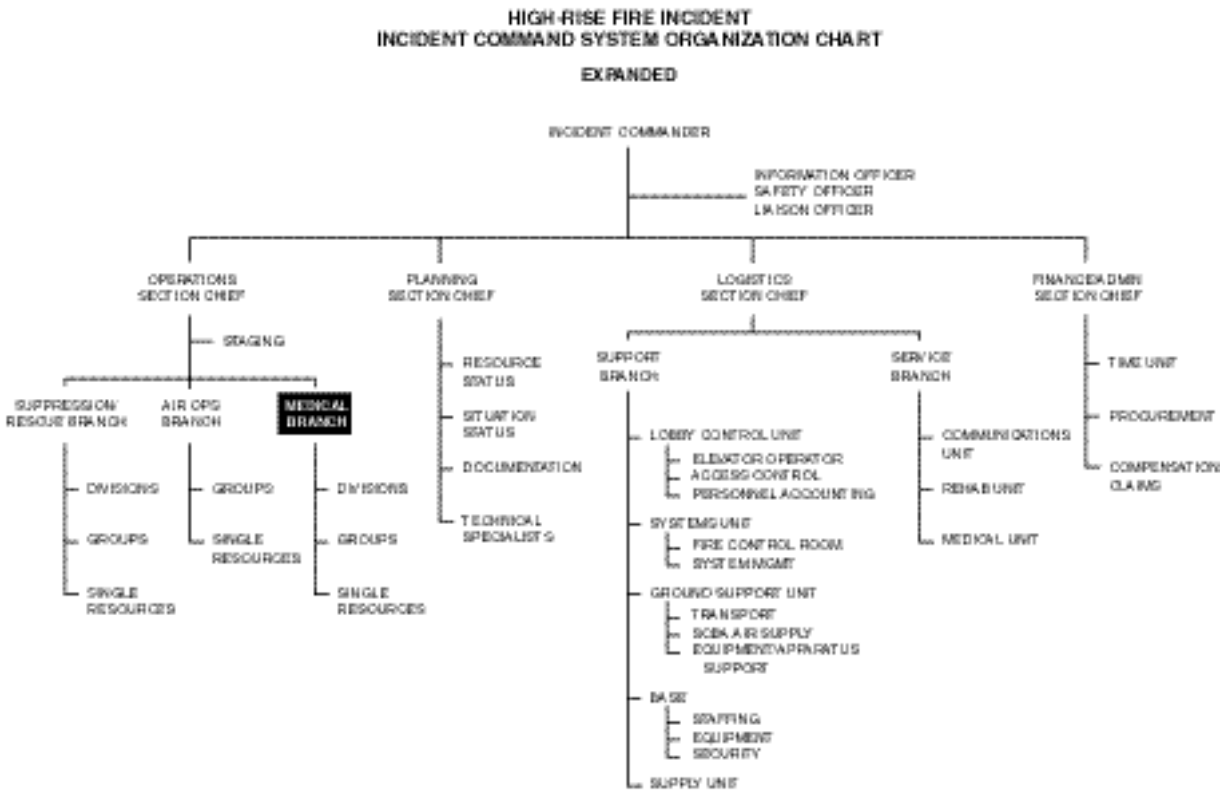 HIGH-RISE FIRE INCIDENT
INCIDENT COMMAND SYSTEM ORGANIZATION CHART
EXPANDED
INCIDENT COMMANDER
INFORMATION OFFICER
SAFETY OFFICER
LIAISON OFFICER
OPERATIONS
SECTION CHIEF
PLANNING
SECTION CHIEF
LOGISTICS
SECTION CHIEF
FINANCE/ADMIN
SECTION CHIEF
STAGING
SUPPRESSION/
RESCUE BRANCH
AIR OPS
BRANCH
MEDICAL
BRANCH
DIVISIONS
GROUPS
SINGLE
RESOURCES
GROUPS
SINGLE
RESOURCES
DIVISIONS
GROUPS
SINGLE
RESOURCES
RESOURCE
STATUS
SITUATION
STATUS
DOCUMENTATION
TECHNICAL
SPECIALISTS
SUPPORT
BRANCH
LOBBY CONTROL UNIT
ELEVATOR OPERATOR
ACCESS CONTROL
PERSONNEL ACCOUNTING
SYSTEMS UNIT
FIRE CONTROL ROOM
SYSTEM MGMT
GROUND SUPPORT UNIT
TRANSPORT
SCBA AIR SUPPLY
EQUIPMENT/APPARATUS
SUPPORT
BASE
STAFFING
EQUIPMENT
SECURITY
SUPPLY UNIT
SERVICE
BRANCH
COMMUNICATIONS
UNIT
REHAB UNIT
MEDICAL UNIT
TIME UNIT
PROCUREMENT
COMPENSATION/
CLAIMS